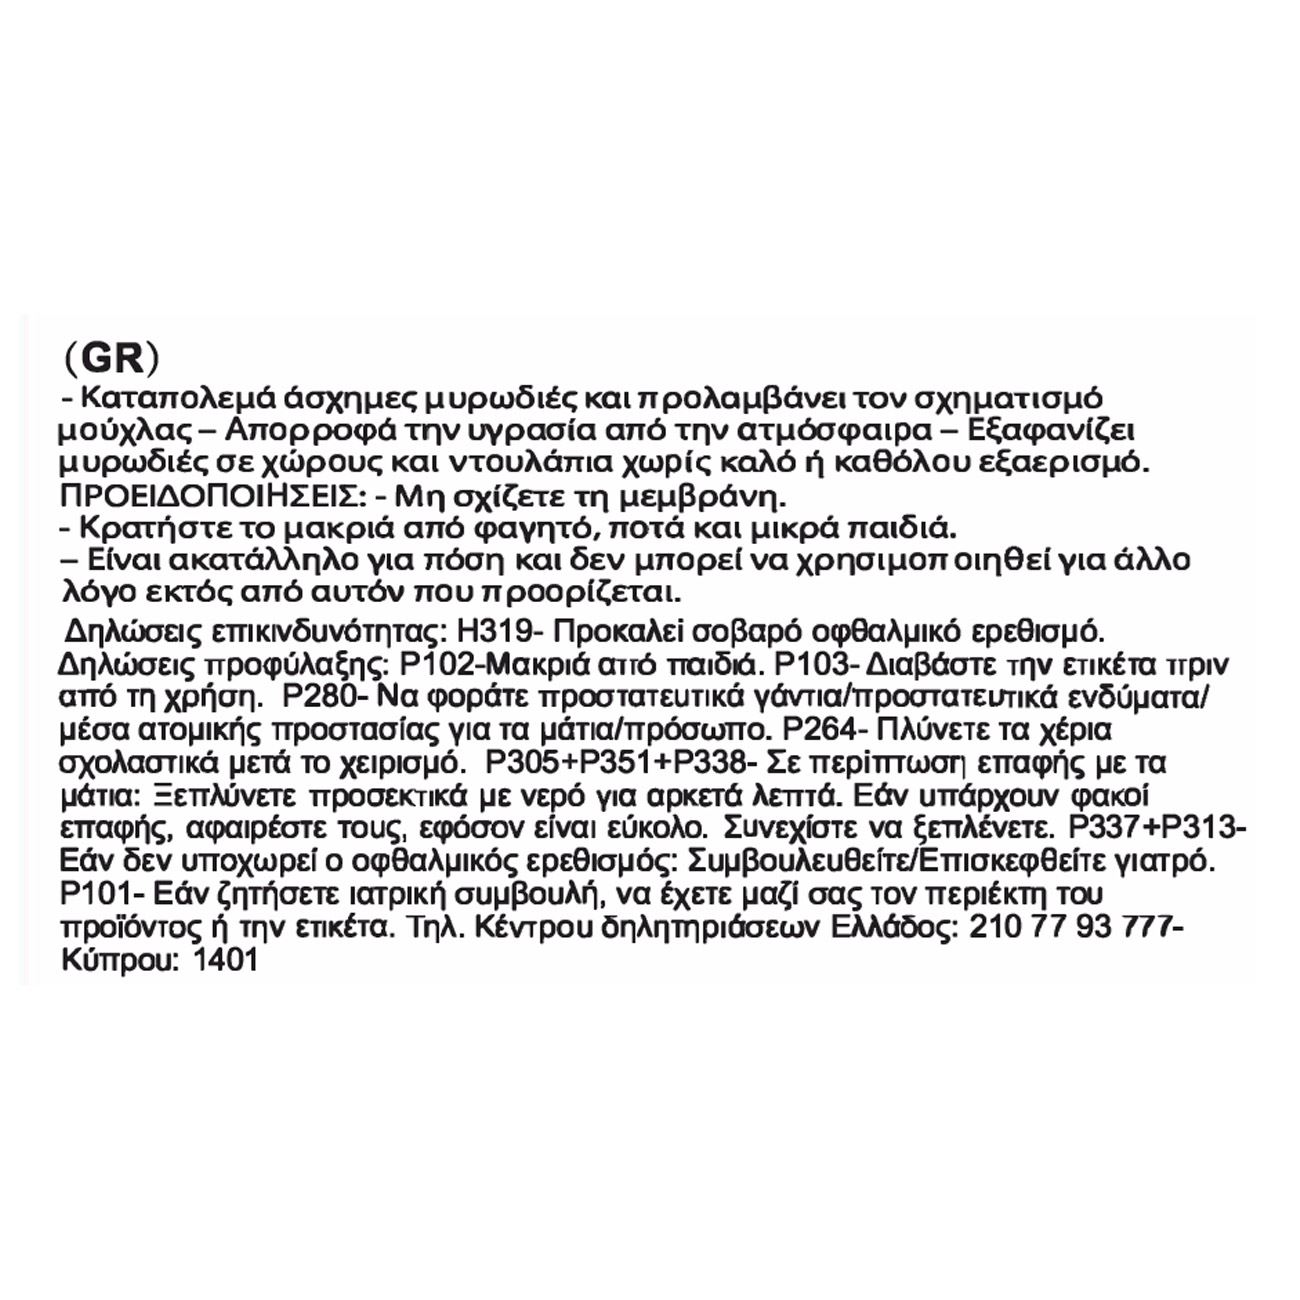 (GR)
- Καταπολεμά άσχημες μυρωδιές και προλαμβάνει τον σχηματισμό
μούχλας – Απορροφά την υγρασία από την ατμόσφαιρα – Εξαφανίζει
μυρωδιές σε χώρους και ντουλάπια χωρίς καλό ή καθόλου εξαερισμό.
ΠΡΟΕΙΔΟΠΟΙΗΣΕΙΣ: - Μη σχίζετε τη μεμβράνη.
- Κρατήστε το μακριά από φαγητό, ποτά και μικρά παιδιά.
– Είναι ακατάλληλο για πόση και δεν μπορεί να χρησιμοποιηθεί για άλλο
λόγο εκτός από αυτόν που προορίζεται.
Δηλώσεις επικινδυνότητας: H319- Προκαλεί σοβαρό οφθαλμικό ερεθισμό.
Δηλώσεις προφύλαξης: P102-Μακριά από παιδιά. P103- Διαβάστε την ετικέτα πριν
από τη χρήση. P280- Να φοράτε προστατευτικά γάντια/προστατευτικά ενδύματα/
μέσα ατομικής προστασίας για τα μάτια/πρόσωπο. P264- Πλύνετε τα χέρια
σχολαστικά μετά το χειρισμό. P305+P351+P338- Σε περίπτωση επαφής με τα
μάτια: Ξεπλύνετε προσεκτικά με νερό για αρκετά λεπτά. Εάν υπάρχουν φακοί
επαφής, αφαιρέστε τους, εφόσον είναι εύκολο. Συνεχίστε να ξεπλένετε. P337+P313-
Εάν δεν υποχωρεί ο οφθαλμικός ερεθισμός: Συμβουλευθείτε/Επισκεφθείτε γιατρό.
P101- Εάν ζητήσετε ιατρική συμβουλή, να έχετε μαζί σας τον περιέκτη του
προϊόντος ή την ετικέτα. Τηλ. Κέντρου δηλητηριάσεων Ελλάδος: 210 77 93 777-
Κύπρου: 1401